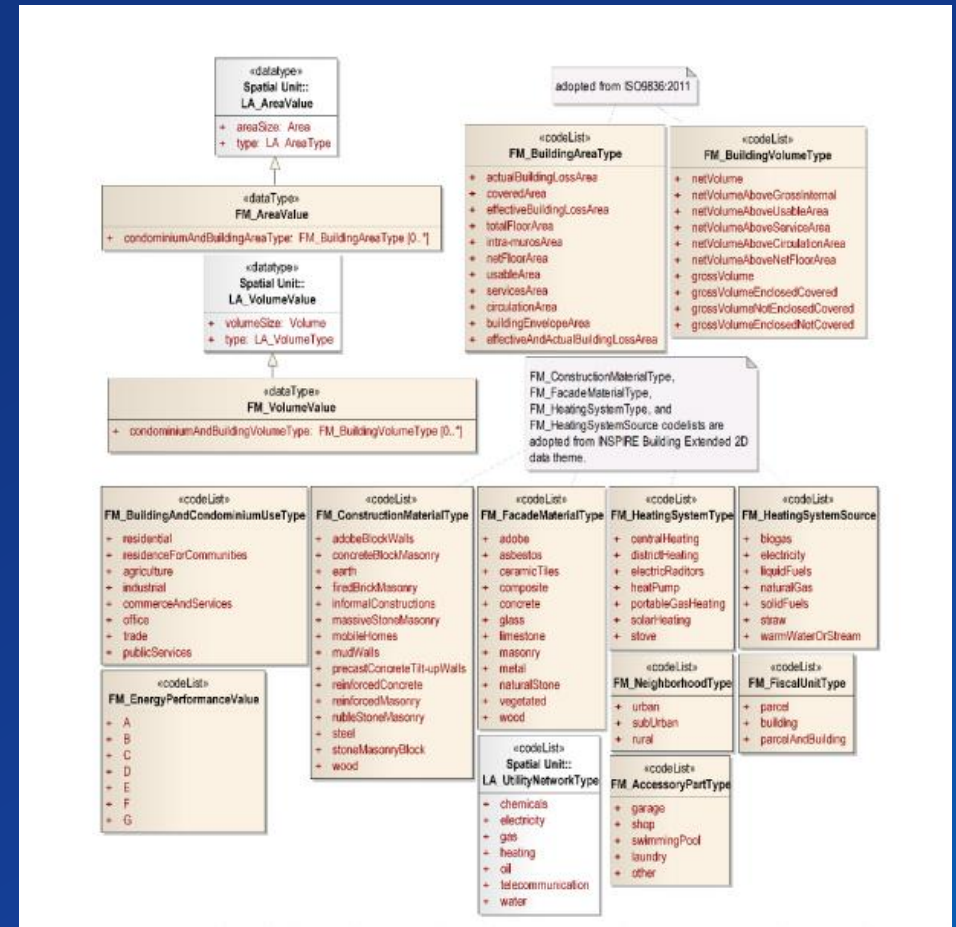 «datatype»
Spatial Unit::
LA_AreaValue
+ areaSize: Area
+ type: LA_AreaType
«dataType»
FM_AreaValue
+ condominiumAndBuildingAreaType: FM_BuildingAreaType [0..*]
«datatype»
Spatial Unit::
LA_VolumeValue
+ volumeSize: Volume
+ type: LA_VolumeType
«dataType»
FM_VolumeValue
+ condominiumAndBuildingVolumeType: FM_BuildingVolumeType [0..*]
adopted from ISO9836:2011
«codeList»
FM_BuildingAreaType
+ actualBuildingLossArea
+ coveredArea
+ effectiveBuildingLossArea
+ totalFloorArea
+ intra-murosArea
+ netFloorArea
+ usableArea
+ servicesArea
+ circulationArea
+ buildingEnvelopeArea
+ effectiveAndActualBuildingLossArea
«codeList»
FM_BuildingVolumeType
+ netVolume
+ netVolumeAboveGrossInternal
+ netVolumeAboveUsableArea
+ netVolumeAboveServiceArea
+ netVolumeAboveCirculationArea
+ netVolumeAboveNetFloorArea
+ grossVolume
+ grossVolumeEnclosedCovered
+ grossVolumeNotEnclosedCovered
+ grossVolumeEnclosedNotCovered
FM_ConstructionMaterialType,
FM_FacadeMaterialType,
FM_HeatingSystemType, and
FM_HeatingSystemSource codelists are
adopted from INSPIRE Building Extended 2D
data theme.
«codeList»
FM_BuildingAndCondominiumUseType
+ residential
+ residenceForCommunities
+ agriculture
+ industrial
+ commerceAndServices
+ office
+ trade
+ publicServices
«codeList»
FM_ConstructionMaterialType
+ adobeBlockWalls
+ concreteBlockMasonry
+ earth
+ firedBrickMasonry
+ informalConstructions
+ massiveStoneMasonry
+ mobileHomes
+ mudWalls
+ precastConcreteTilt-upWalls
+ reinforcedConcrete
+ reinforcedMasonry
+ rubleStoneMasonry
+ steel
+ stoneMasonryBlock
+ wood
«codeList»
FM_FacadeMaterialType
+ adobe
+ asbestos
+ ceramicTiles
+ composite
+ concrete
+ glass
+ limestone
+ masonry
+ metal
+ naturalStone
+ vegetated
+ wood
«codeList»
FM_HeatingSystemType
+ centralHeating
+ districtHeating
+ electricRaditors
+ heatPump
+ portableGasHeating
+ solarHeating
+ stove
«codeList»
FM_HeatingSystemSource
+ biogas
+ electricity
+ liquidFuels
+ naturalGas
+ solidFuels
+ straw
+ warmWaterOrStream
«codeList»
FM_EnergyPerformanceValue
+ A
+ B
+ C
+ D
+ E
+ F
+ G
«codeList»
FM_NeighborhoodType
+ urban
+ subUrban
+ rural
«codeList»
FM_FiscalUnitType
+ parcel
+ building
+ parcelAndBuilding
«codeList»
Spatial Unit::
LA_UtilityNetworkType
+ chemicals
+ electricity
+ gas
+ heating
+ oil
+ telecommunication
+ water
«codeList»
FM_AccessoryPartType
+ garage
+ shop
+ swimmingPool
+ laundry
+ other